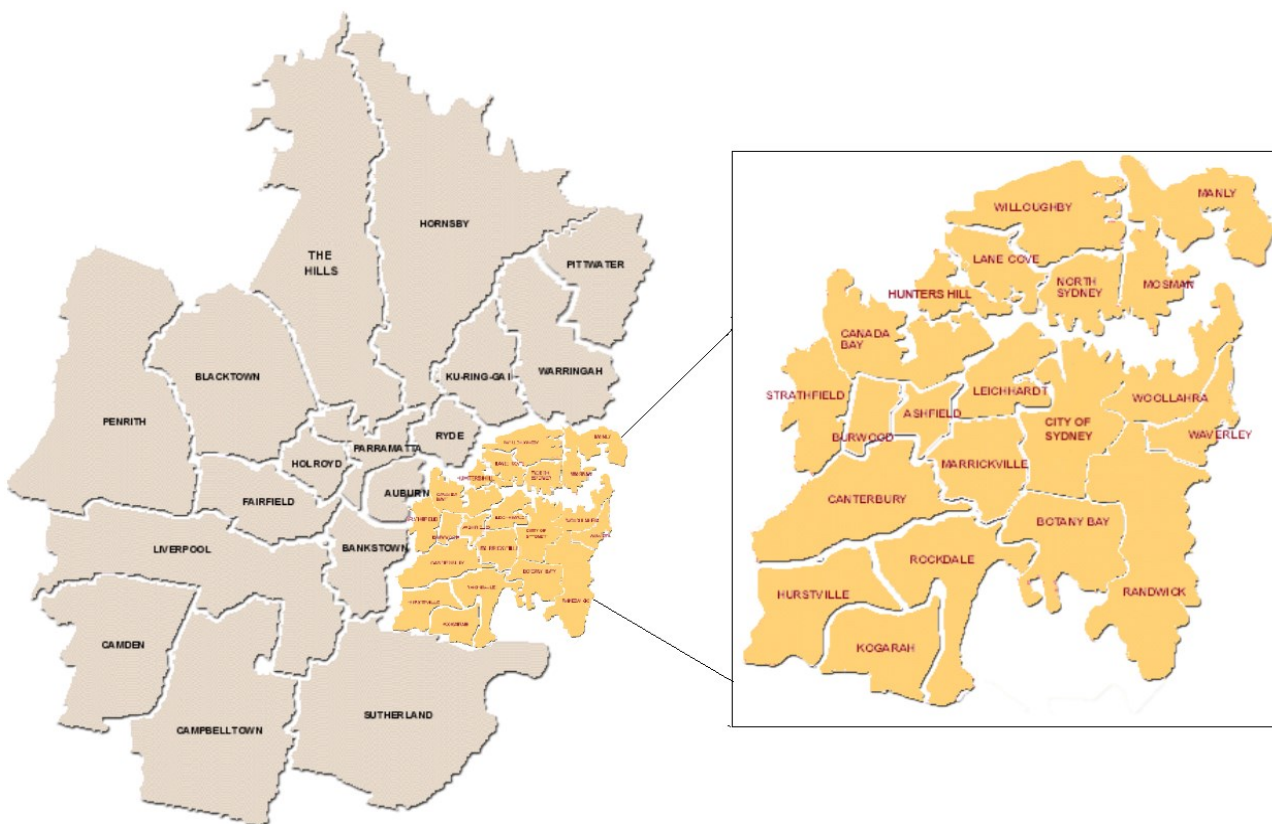 HORNSBY
THE
HILLS
PITTWATER
BLACKTOWN
KU-RING-GAI
WARRINGAH
PENRITH
PARRAMATTA
RYDE
HOLROYD
AUBURN
FAIRFIELD
LIVERPOOL
BANKSTOWN
CAMDEN
SUTHERLAND
CAMPBELLTOWN
MANLY
WILLOUGHBY
LANE COVE
NORTH
SYDNEY
MOSMAN
HUNTERS HILL
CANADA
BAY
STRATHFIELD
LEICHHARDT
WOOLLAHRA
ASHFIELD
CITY OF
SYDNEY
WAVERLEY
BURWOOD
MARRICKVILLE
CANTERBURY
BOTANY BAY
ROCKDALE
HURSTVILLE
RANDWICK
KOGARAH